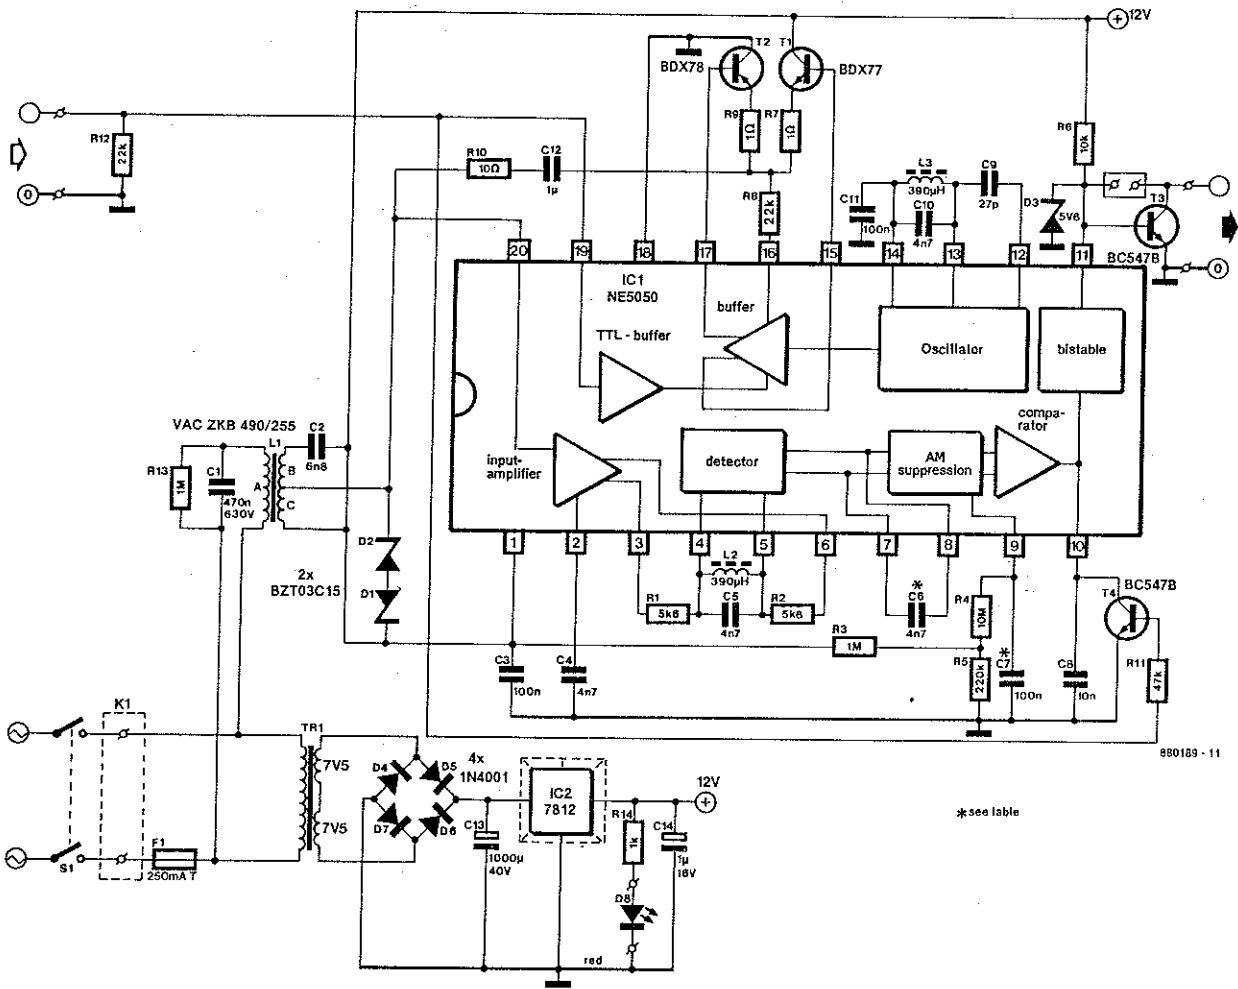 12V
T2
T1
BDX78
BDX77
R12
22k
R9
1Ω
R7
1Ω
R6
10k
R10
10Ω
C12
1µ
R8
22k
C11
100n
L3
390µH
C10
4n7
C9
27p
D3
5V6
T3
BC547B
0
0
20
19
18
17
16
15
14
13
12
11
IC1
NE5050
buffer
TTL-buffer
Oscillator
bistable
VAC ZKB 490/255
L1
C2
6n8
R13
1M
C1
470n
630V
A
B
C
input-
amplifier
detector
AM
suppression
compa-
rator
1
2
3
4
5
6
7
8
9
10
D2
2x
BZT03C15
D1
L2
390µH
R1
5k6
C5
4n7
R2
5k6
*
C6
4n7
R4
10M
BC547B
T4
R3
1M
C3
100n
C4
4n7
R5
220k
*
C7
100n
C8
10n
R11
47k
K1
TR1
7V5
7V5
D4
D5
D7
D6
4x
1N4001
IC2
7812
12V
880189 - 11
C13
1000µ
40V
R14
1k
C14
1µ
16V
*see lable
S1
F1
250mA T
D8
red